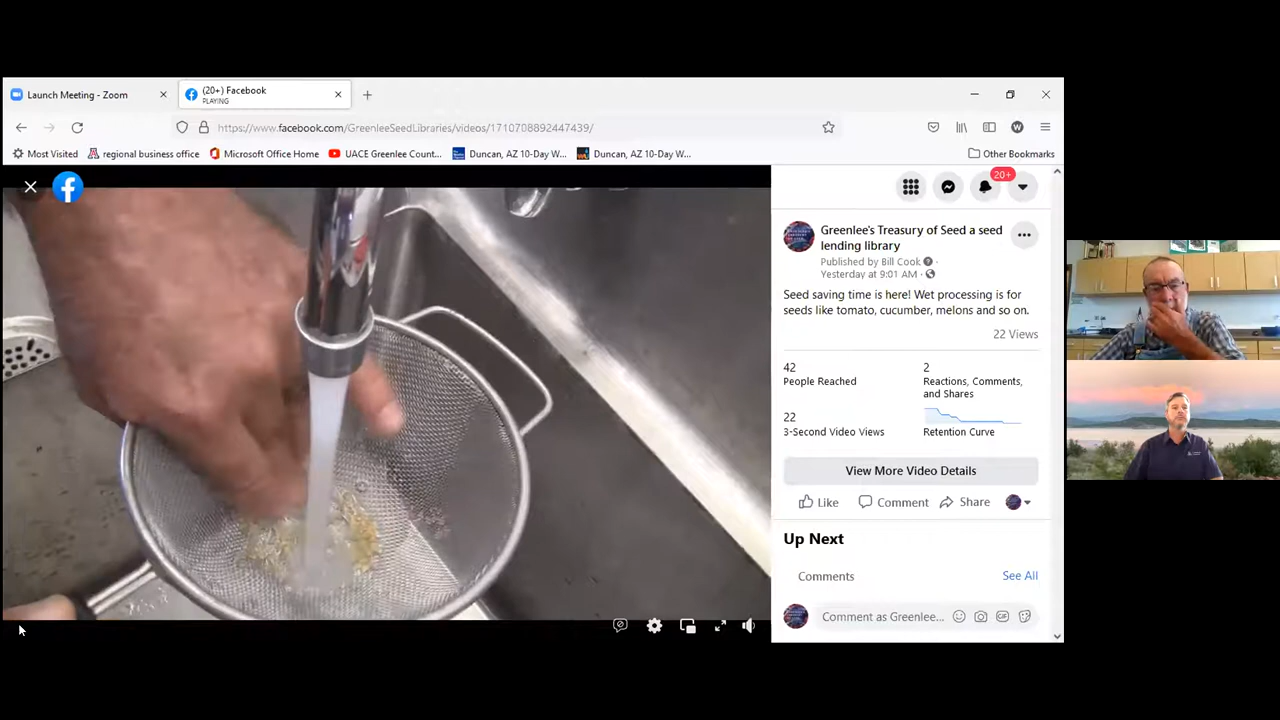 Launch Meeting - Zoom
(20+) Facebook
PLAYING
https://www.facebook.com/GreenleeSeedLibraries/videos/1710708892447439/
Most Visited
regional business office
Microsoft Office Home
UACE Greenlee Count...
Duncan, AZ 10-Day W...
Duncan, AZ 10-Day W...
Other Bookmarks
20+
Greenlee's Treasury of Seed a seed
lending library
Published by Bill Cook
Yesterday at 9:01 AM
Seed saving time is here! Wet processing is for
seeds like tomato, cucumber, melons and so on.
22 Views
42
People Reached
2
Reactions, Comments,
and Shares
22
3-Second Video Views
Retention Curve
View More Video Details
Like
Comment
Share
Up Next
Comments
See All
Comment as Greenlee...
GIF